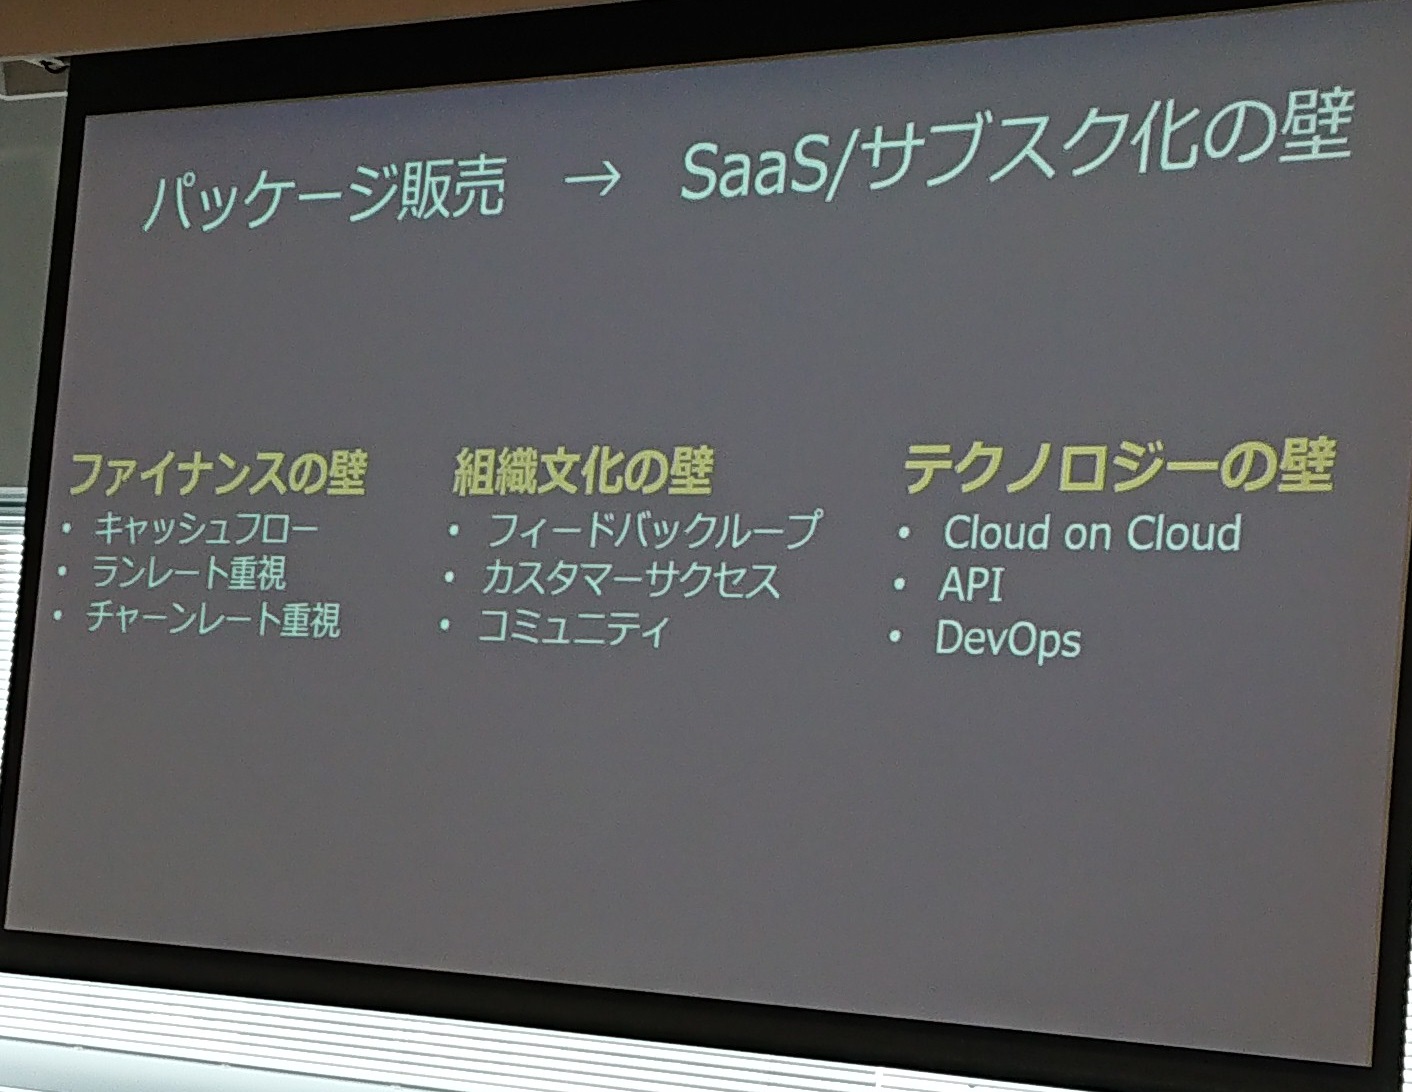 パッケージ販売 → SaaS/サブスク化の壁
ファイナンスの壁
• キャッシュフロー
• ランレート重視
• チャーンレート重視
組織文化の壁
• フィードバックループ
• カスタマーサクセス
• コミュニティ
テクノロジーの壁
• Cloud on Cloud
• API
• DevOps